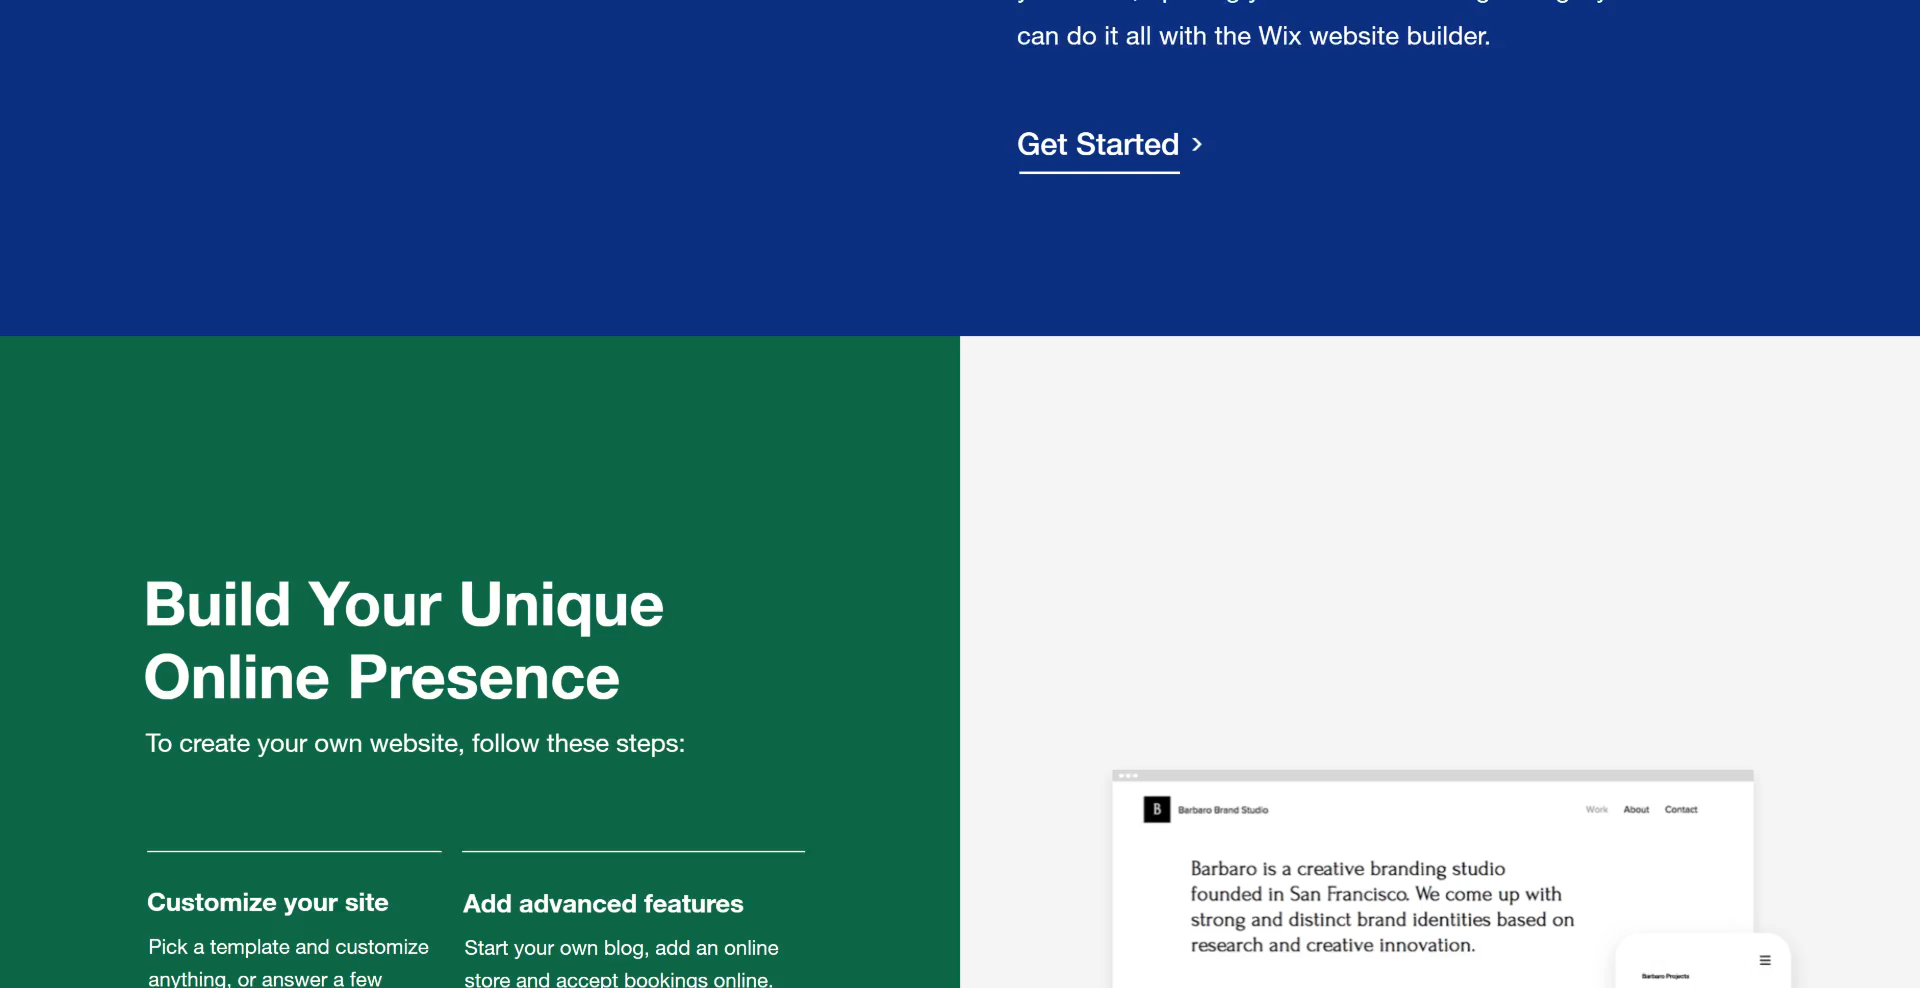 can do it all with the Wix website builder.
Get Started
Build Your Unique
Online Presence
To create your own website, follow these steps:
Customize your site
Pick a template and customize
anything, or answer a few
Add advanced features
Start your own blog, add an online
store and accept bookings online.
B
Barbaro Brand Studio
Work About Contact
Barbaro is a creative branding studio
founded in San Francisco. We come up with
strong and distinct brand identities based on
research and creative innovation.
Barbaro Projects